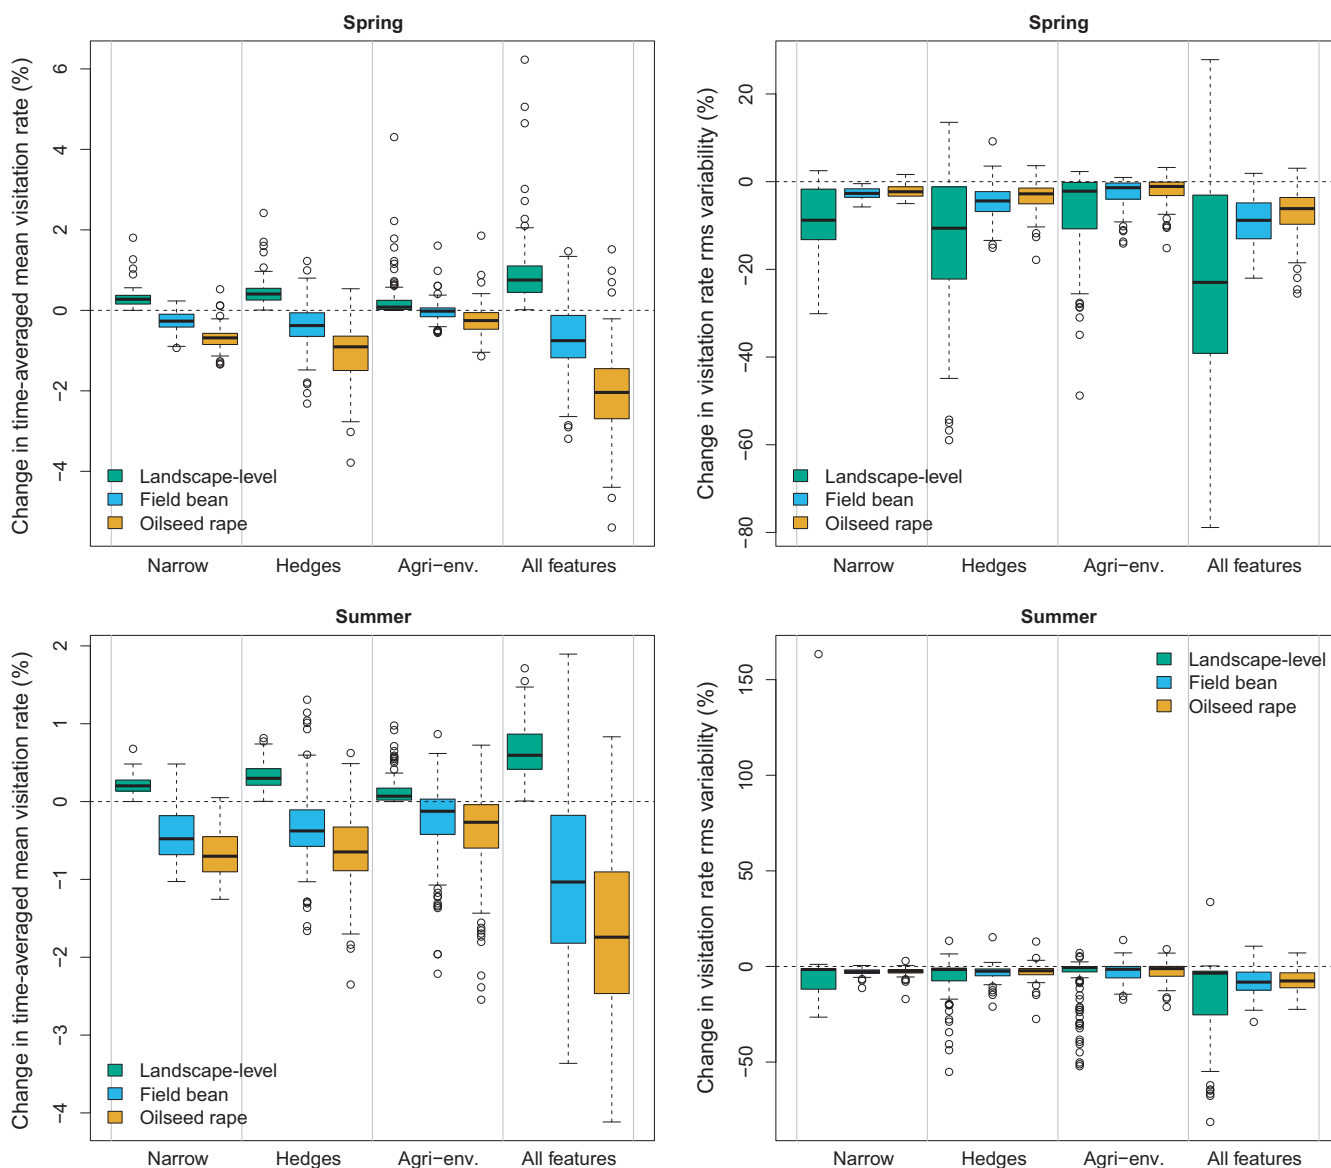 Spring
Change in time-averaged mean visitation rate (%)
6
4
2
0
−2
−4
Landscape-level
Field bean
Oilseed rape
Narrow
Hedges
Agri−env.
All features
Spring
Change in visitation rate rms variability (%)
20
0
−20
−40
−60
−80
Landscape-level
Field bean
Oilseed rape
Narrow
Hedges
Agri−env.
All features
Summer
Change in time-averaged mean visitation rate (%)
2
1
0
−1
−2
−3
−4
Landscape-level
Field bean
Oilseed rape
Narrow
Hedges
Agri−env.
All features
Summer
Change in visitation rate rms variability (%)
150
100
50
0
−50
Landscape-level
Field bean
Oilseed rape
Narrow
Hedges
Agri−env.
All features